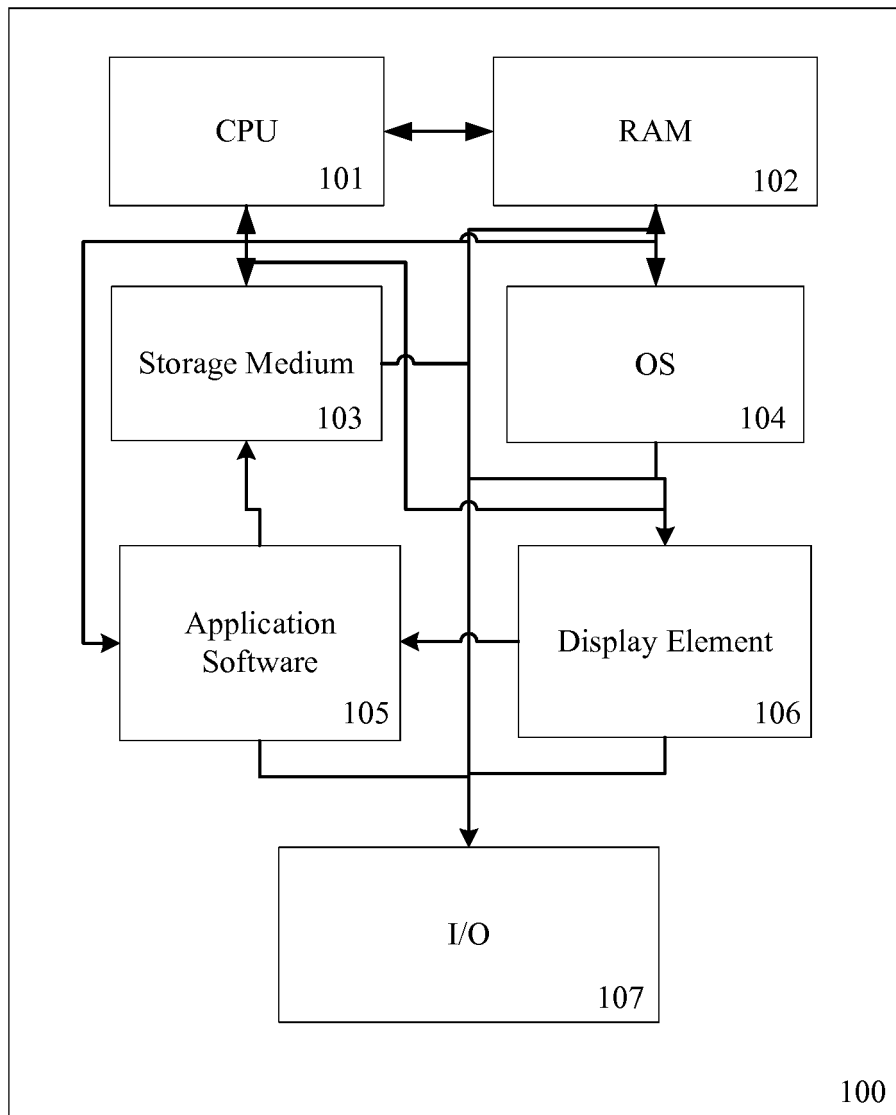 CPU
101
RAM
102
Storage Medium
103
OS
104
Application
Software
105
Display Element
106
I/O
107
100